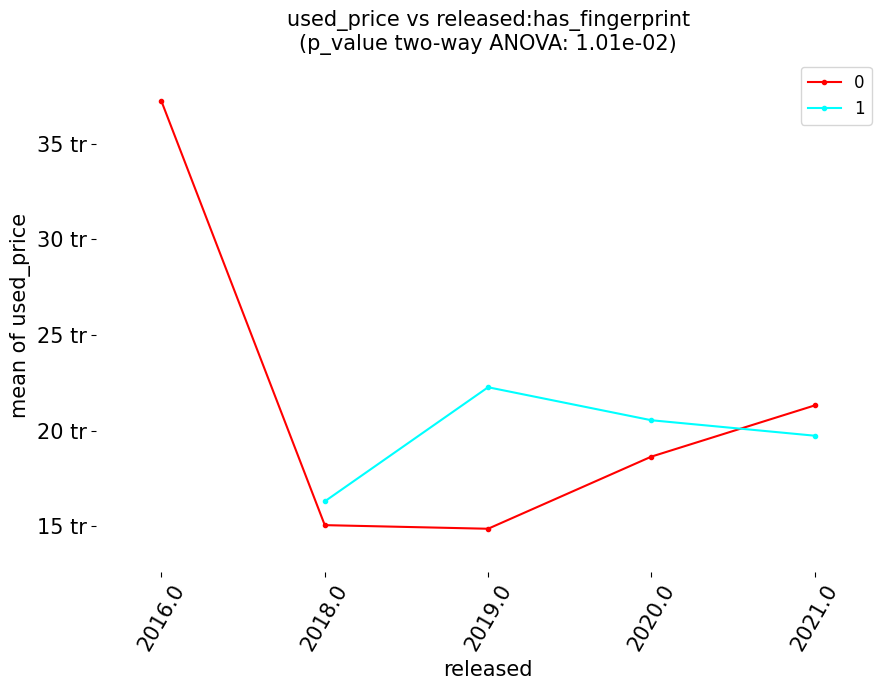 used_price vs released:has_fingerprint
(p_value two-way ANOVA: 1.01e-02)
0
1
35 tr
30 tr
25 tr
20 tr
15 tr
mean of used_price
2016.0
2018.0
2019.0
2020.0
2021.0
released